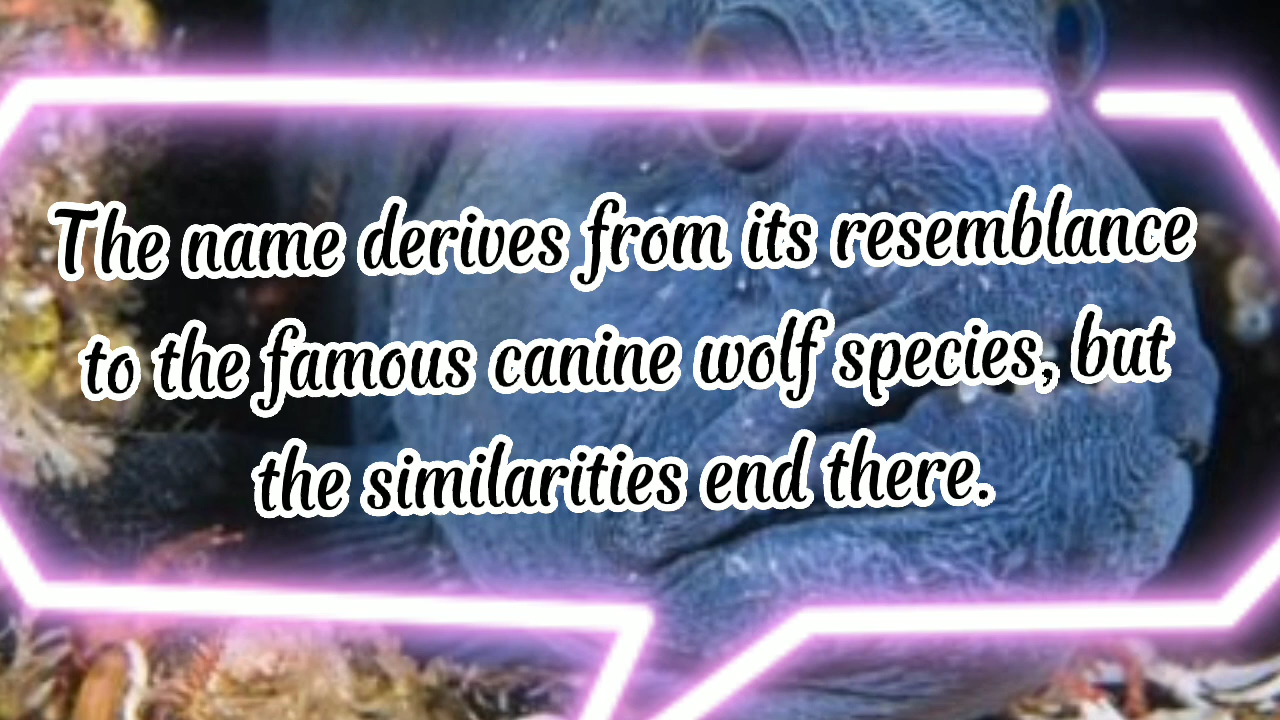 The name derives from its resemblance
to the famous canine wolf species, but
the similarities end there.